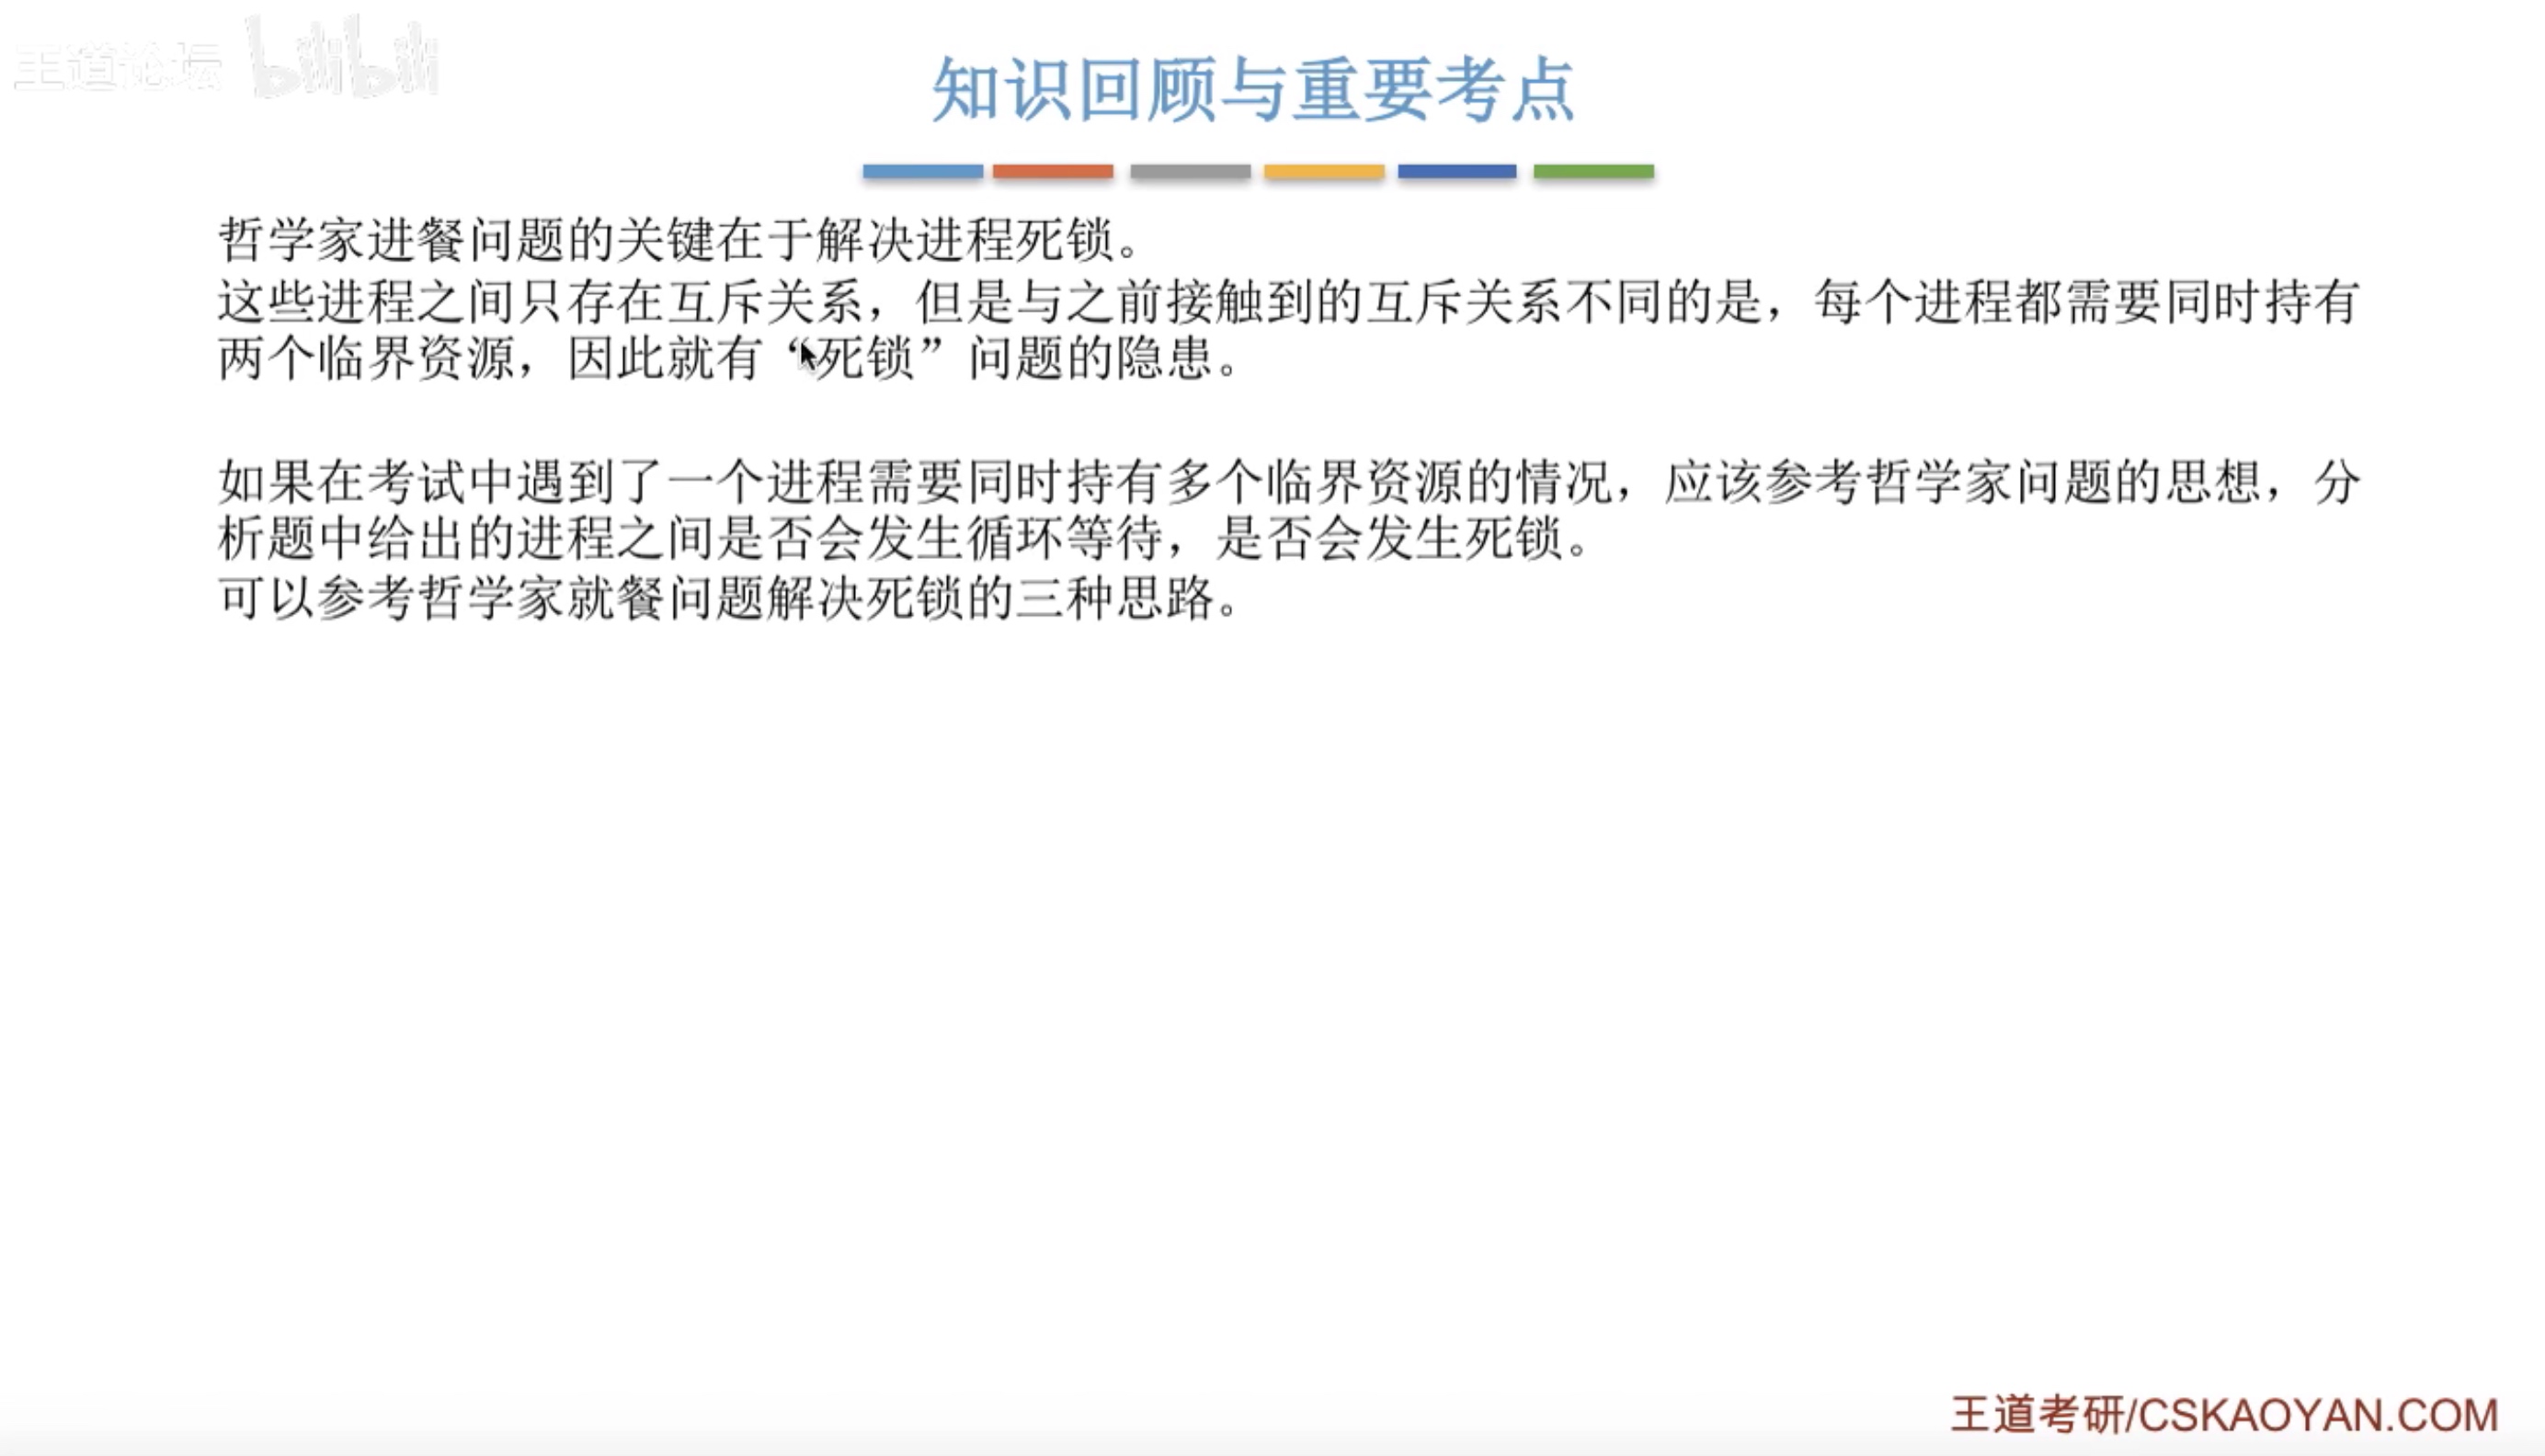 王道论坛 bilibili
知识回顾与重要考点
哲学家进餐问题的关键在于解决进程死锁。
这些进程之间只存在互斥关系，但是与之前接触到的互斥关系不同的是，每个进程都需要同时持有
两个临界资源，因此就有“死锁”问题的隐患。
如果在考试中遇到了一个进程需要同时持有多个临界资源的情况，应该参考哲学家问题的思想，分
析题中给出的进程之间是否会发生循环等待，是否会发生死锁。
可以参考哲学家就餐问题解决死锁的三种思路。
王道考研/CSKAOYAN.COM